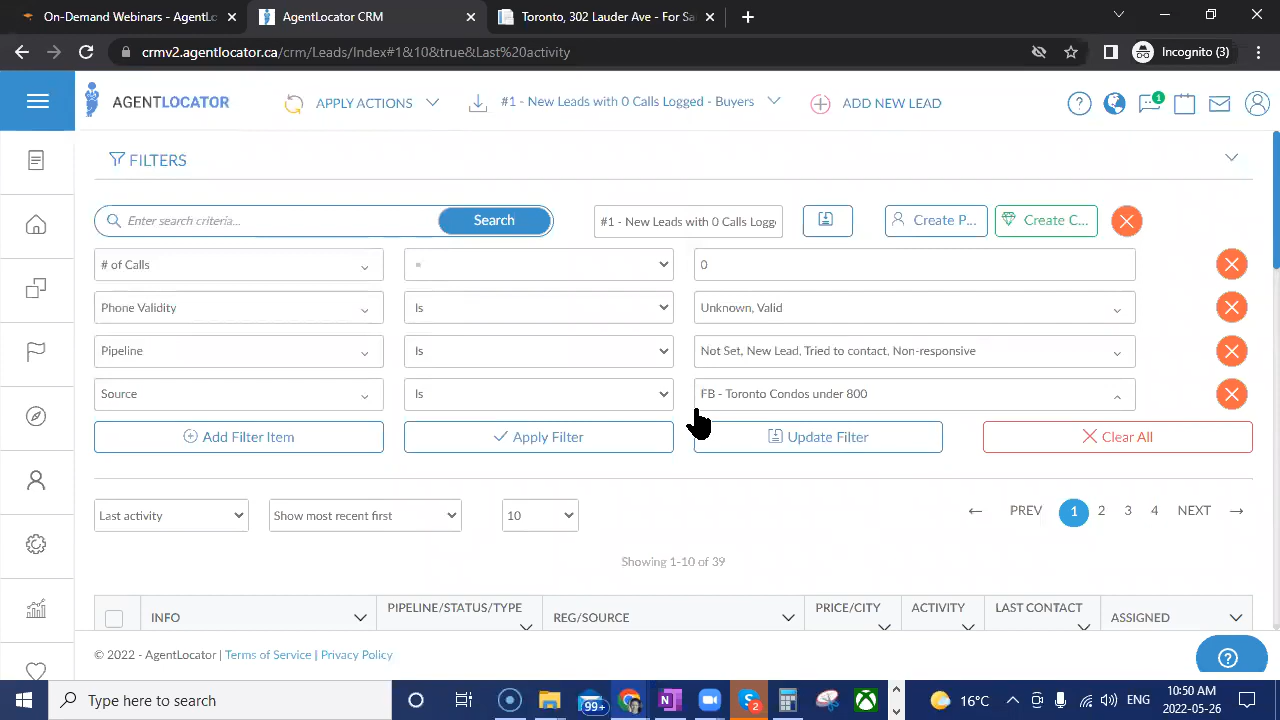 On-Demand Webinars - AgentLo
AgentLocator CRM
Toronto, 302 Lauder Ave - For Sa
crmv2.agentlocator.ca/crm/Leads/Index#1&10&true&Last%20activity
Incognito (3)
AGENTLOCATOR
APPLY ACTIONS
#1 - New Leads with 0 Calls Logged - Buyers
ADD NEW LEAD
1
FILTERS
Enter search criteria...
Search
#1 - New Leads with 0 Calls Logge
Create P...
Create C...
# of Calls
=
0
Phone Validity
Is
Unknown, Valid
Pipeline
Is
Not Set, New Lead, Tried to contact, Non-responsive
Source
Is
FB - Toronto Condos under 800
Add Filter Item
Apply Filter
Update Filter
Clear All
Last activity
Show most recent first
10
PREV
1
2
3
4
NEXT
Showing 1-10 of 39
INFO
PIPELINE/STATUS/TYPE
REG/SOURCE
PRICE/CITY
ACTIVITY
LAST CONTACT
ASSIGNED
© 2022 - AgentLocator | Terms of Service | Privacy Policy
Type here to search
99+
2
16°C
ENG
10:50 AM
2022-05-26